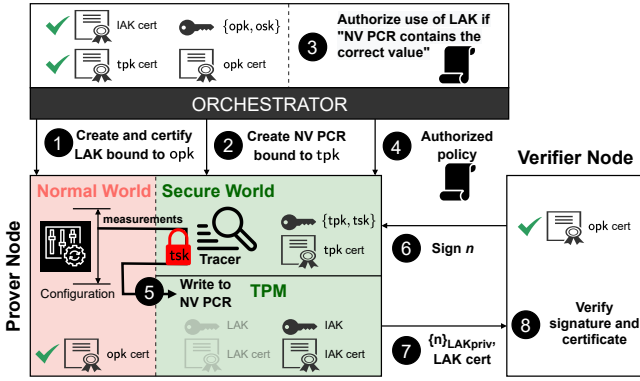 IAK cert
{opk, osk}
tpk cert
opk cert
3
Authorize use of LAK if
"NV PCR contains the
correct value"
ORCHESTRATOR
1
Create and certify
LAK bound to opk
2
Create NV PCR
bound to tpk
4
Authorized
policy
Prover Node
Normal World
Secure World
measurements
Configuration
tsk
Tracer
{tpk, tsk}
tpk cert
5
Write to
NV PCR
TPM
LAK
IAK
LAK cert
IAK cert
opk cert
Verifier Node
opk cert
6
Sign n
7
{n}LAKpriv,
LAK cert
8
Verify
signature and
certificate